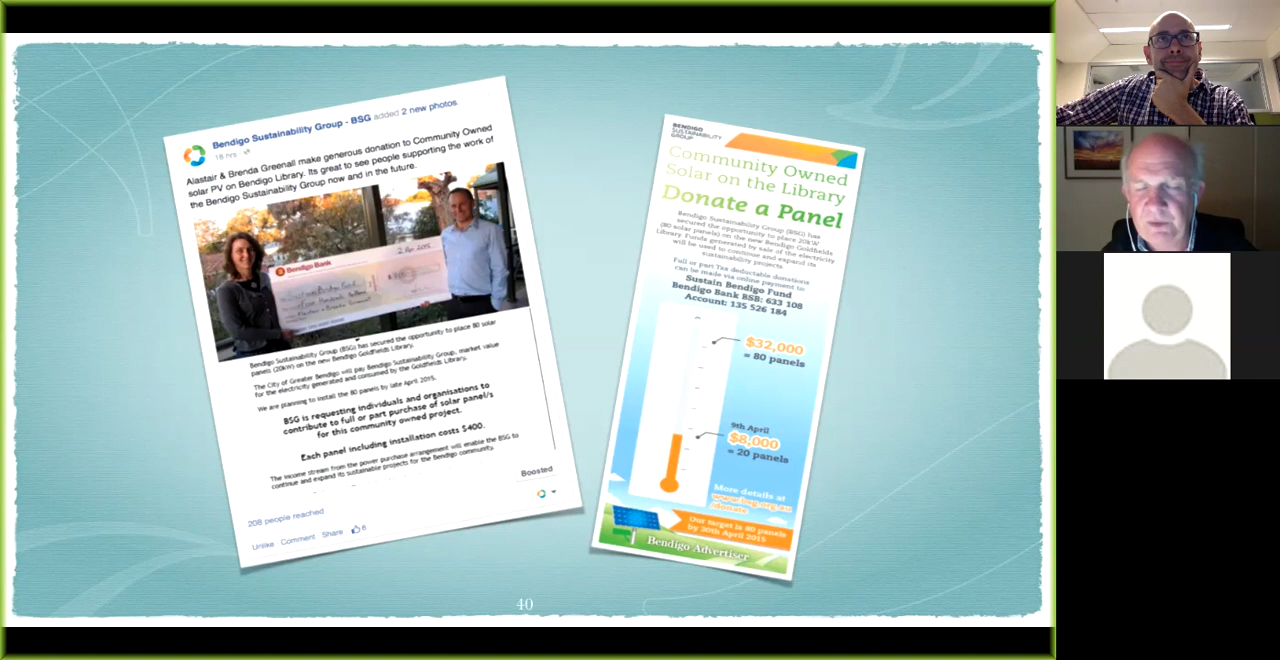 Bendigo Sustainability Group - BSG added 2 new photos.
18 hrs
Alastair & Brenda Greenall make generous donation to Community Owned
solar PV on Bendigo Library. Its great to see people supporting the work of
the Bendigo Sustainability Group now and in the future.
Bendigo Bank
Bendigo Sustainability Group (BSG) has secured the opportunity to place 80 solar
panels (20kW) on the new Bendigo Goldfields Library.
The City of Greater Bendigo will pay Bendigo Sustainability Group, market value
for the electricity generated and consumed by the Goldfields Library.
We are planning to install the 80 panels by late April 2015.
BSG is requesting individuals and organisations to
contribute to full or part purchase of solar panel/s
for this community owned project.
Each panel including installation costs $400.
The income stream from the power purchase arrangement will enable the BSG to
continue and expand its sustainable projects for the Bendigo community.
Boosted
208 people reached
Unlike Comment Share 6
BENDIGO
SUSTAINABILITY
GROUP
Community Owned
Solar on the Library
Donate a Panel
Bendigo Sustainability Group (BSG) has
secured the opportunity to place 20kW
(80 solar panels) on the new Bendigo Goldfields
Library. Funds generated by sale of the electricity
will be used to continue and expand its
sustainability projects.
Full or part Tax deductable donations
can be made via online payment to
Sustain Bendigo Fund
Bendigo Bank BSB: 633 108
Account: 135 526 184
$32,000
= 80 panels
9th April
$8,000
= 20 panels
More details at
www.bsg.org.au
/donate
Our target is 80 panels
by 30th April 2015
Bendigo Advertiser
40